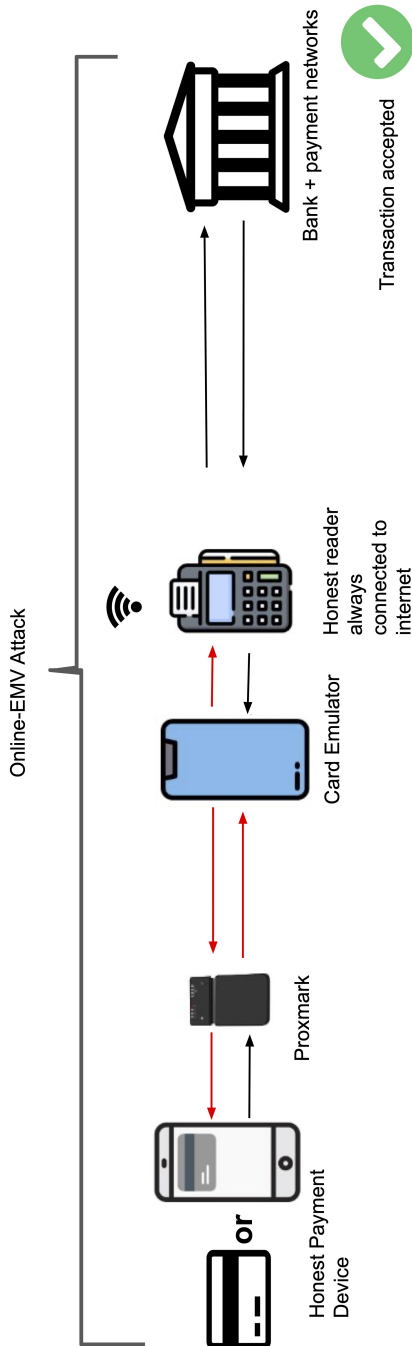 Online-EMV Attack
or
Honest Payment
Device
Proxmark
Card Emulator
Honest reader
always
connected to
internet
Bank + payment networks
Transaction accepted